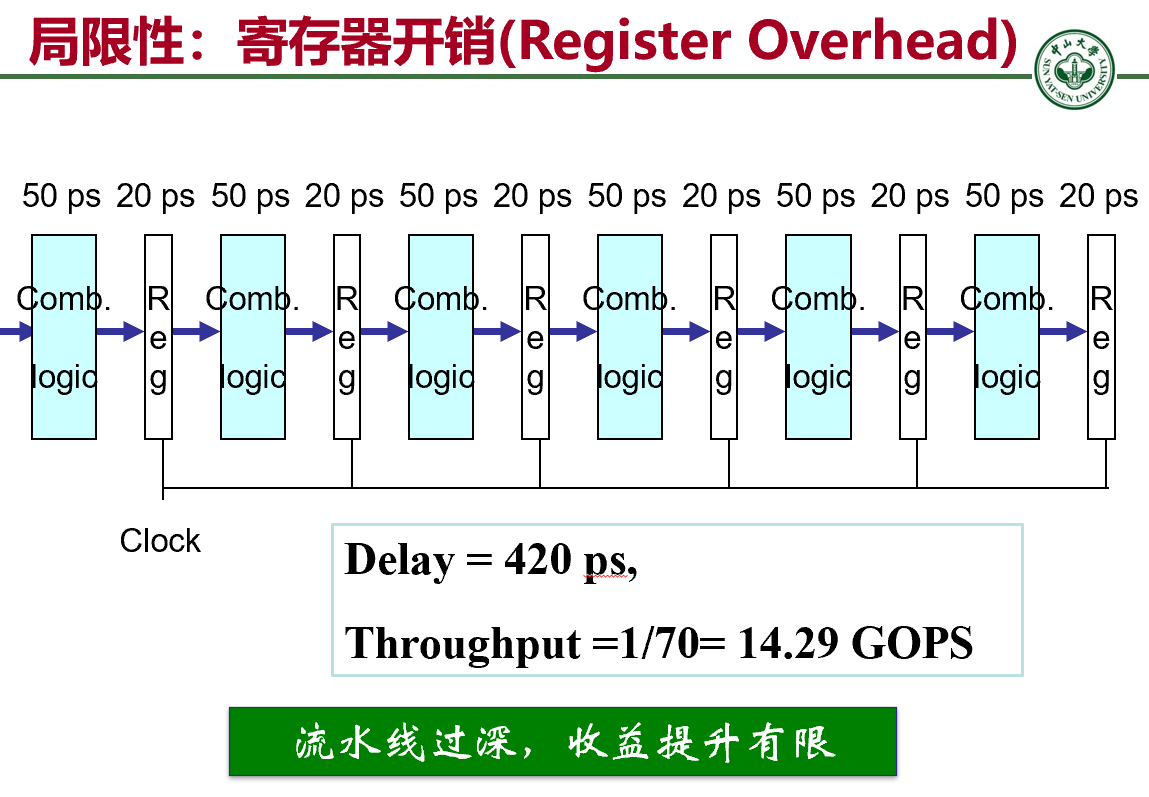 局限性：寄存器开销(Register Overhead)
中山大学
SUN YAT-SEN UNIVERSITY
50 ps 20 ps 50 ps 20 ps 50 ps 20 ps 50 ps 20 ps 50 ps 20 ps 50 ps 20 ps
Comb. logic
Reg
Comb. logic
Reg
Comb. logic
Reg
Comb. logic
Reg
Comb. logic
Reg
Comb. logic
Reg
Clock
Delay = 420 ps,
Throughput =1/70= 14.29 GOPS
流水线过深，收益提升有限